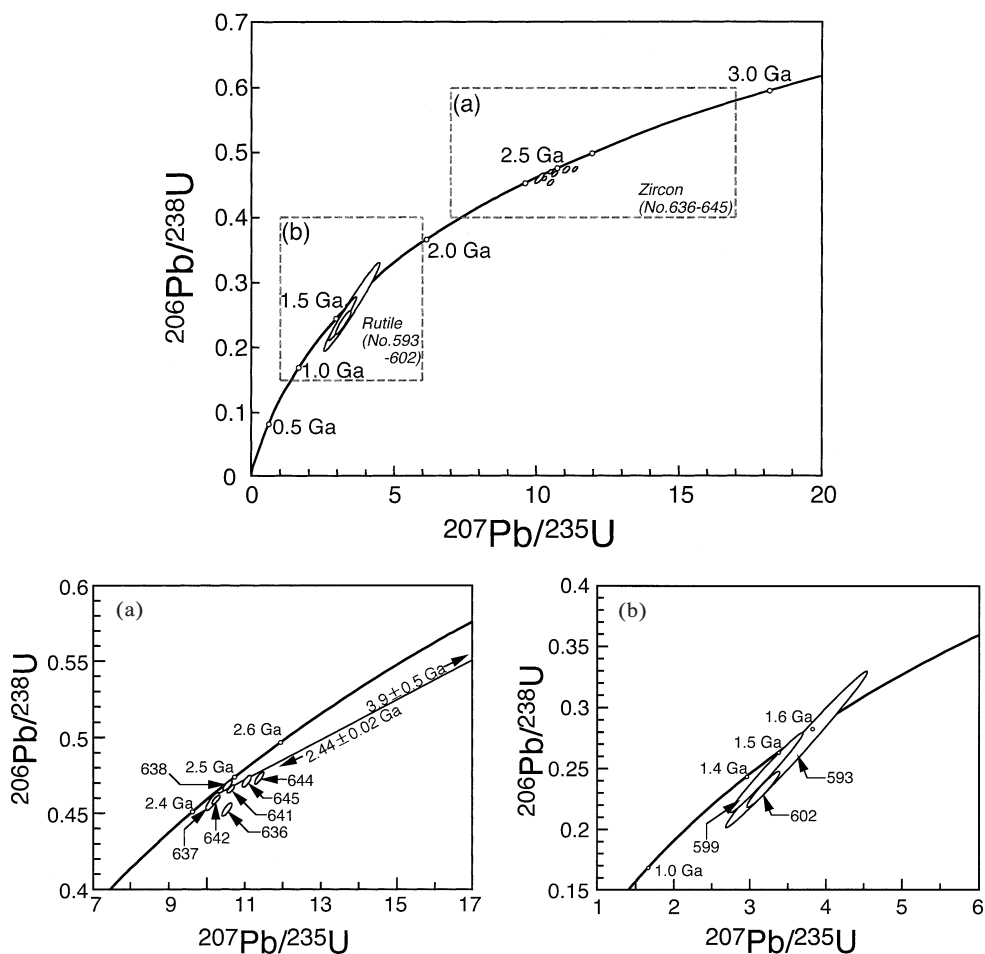 0.7
0.6
0.5
0.4
0.3
0.2
0.1
0
206Pb/238U
3.0 Ga
(a)
2.5 Ga
Zircon
(No.636-645)
(b)
2.0 Ga
1.5 Ga
Rutile
(No.593
-602)
1.0 Ga
0.5 Ga
0 5 10 15 20
207Pb/235U
(a)
0.6
0.55
0.5
0.45
0.4
206Pb/238U
3.9±0.5 Ga
2.44±0.02 Ga
2.6 Ga
2.5 Ga
638
2.4 Ga
644
645
641
636
642
637
7 9 11 13 15 17
207Pb/235U
(b)
0.4
0.35
0.3
0.25
0.2
0.15
206Pb/238U
1.6 Ga
1.5 Ga
1.4 Ga
593
602
599
1.0 Ga
1 2 3 4 5 6
207Pb/235U